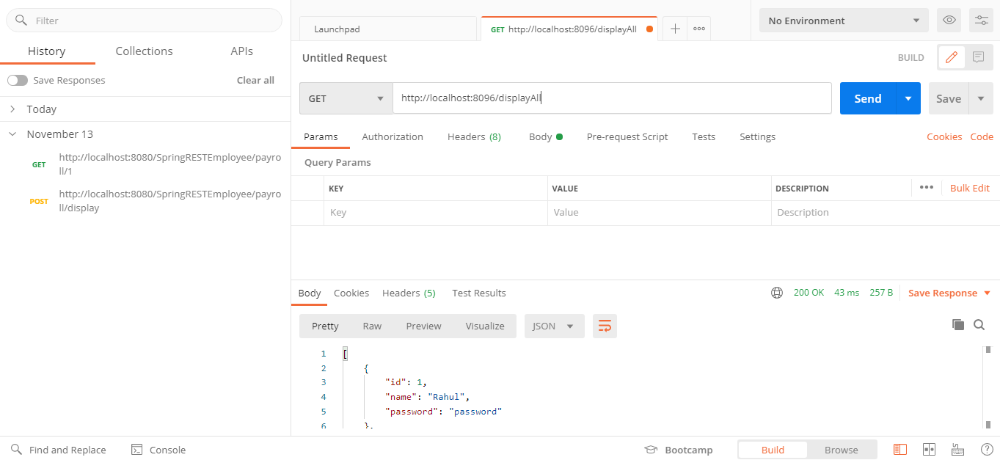 Filter
History Collections APIs
Save Responses Clear all
Today
November 13
GET http://localhost:8080/SpringRESTEmployee/payro
ll/1
POST http://localhost:8080/SpringRESTEmployee/payro
ll/display
Launchpad GET http://localhost:8096/displayAll No Environment
Untitled Request BUILD
GET http://localhost:8096/displayAll Send Save
Params Authorization Headers (8) Body Pre-request Script Tests Settings Cookies Code
Query Params
KEY VALUE DESCRIPTION Bulk Edit
Key Value Description
Body Cookies Headers (5) Test Results 200 OK 43 ms 257 B Save Response
Pretty Raw Preview Visualize JSON
1 [
2 {
3 "id": 1,
4 "name": "Rahul",
5 "password": "password"
6 },
Find and Replace Console Bootcamp Build Browse